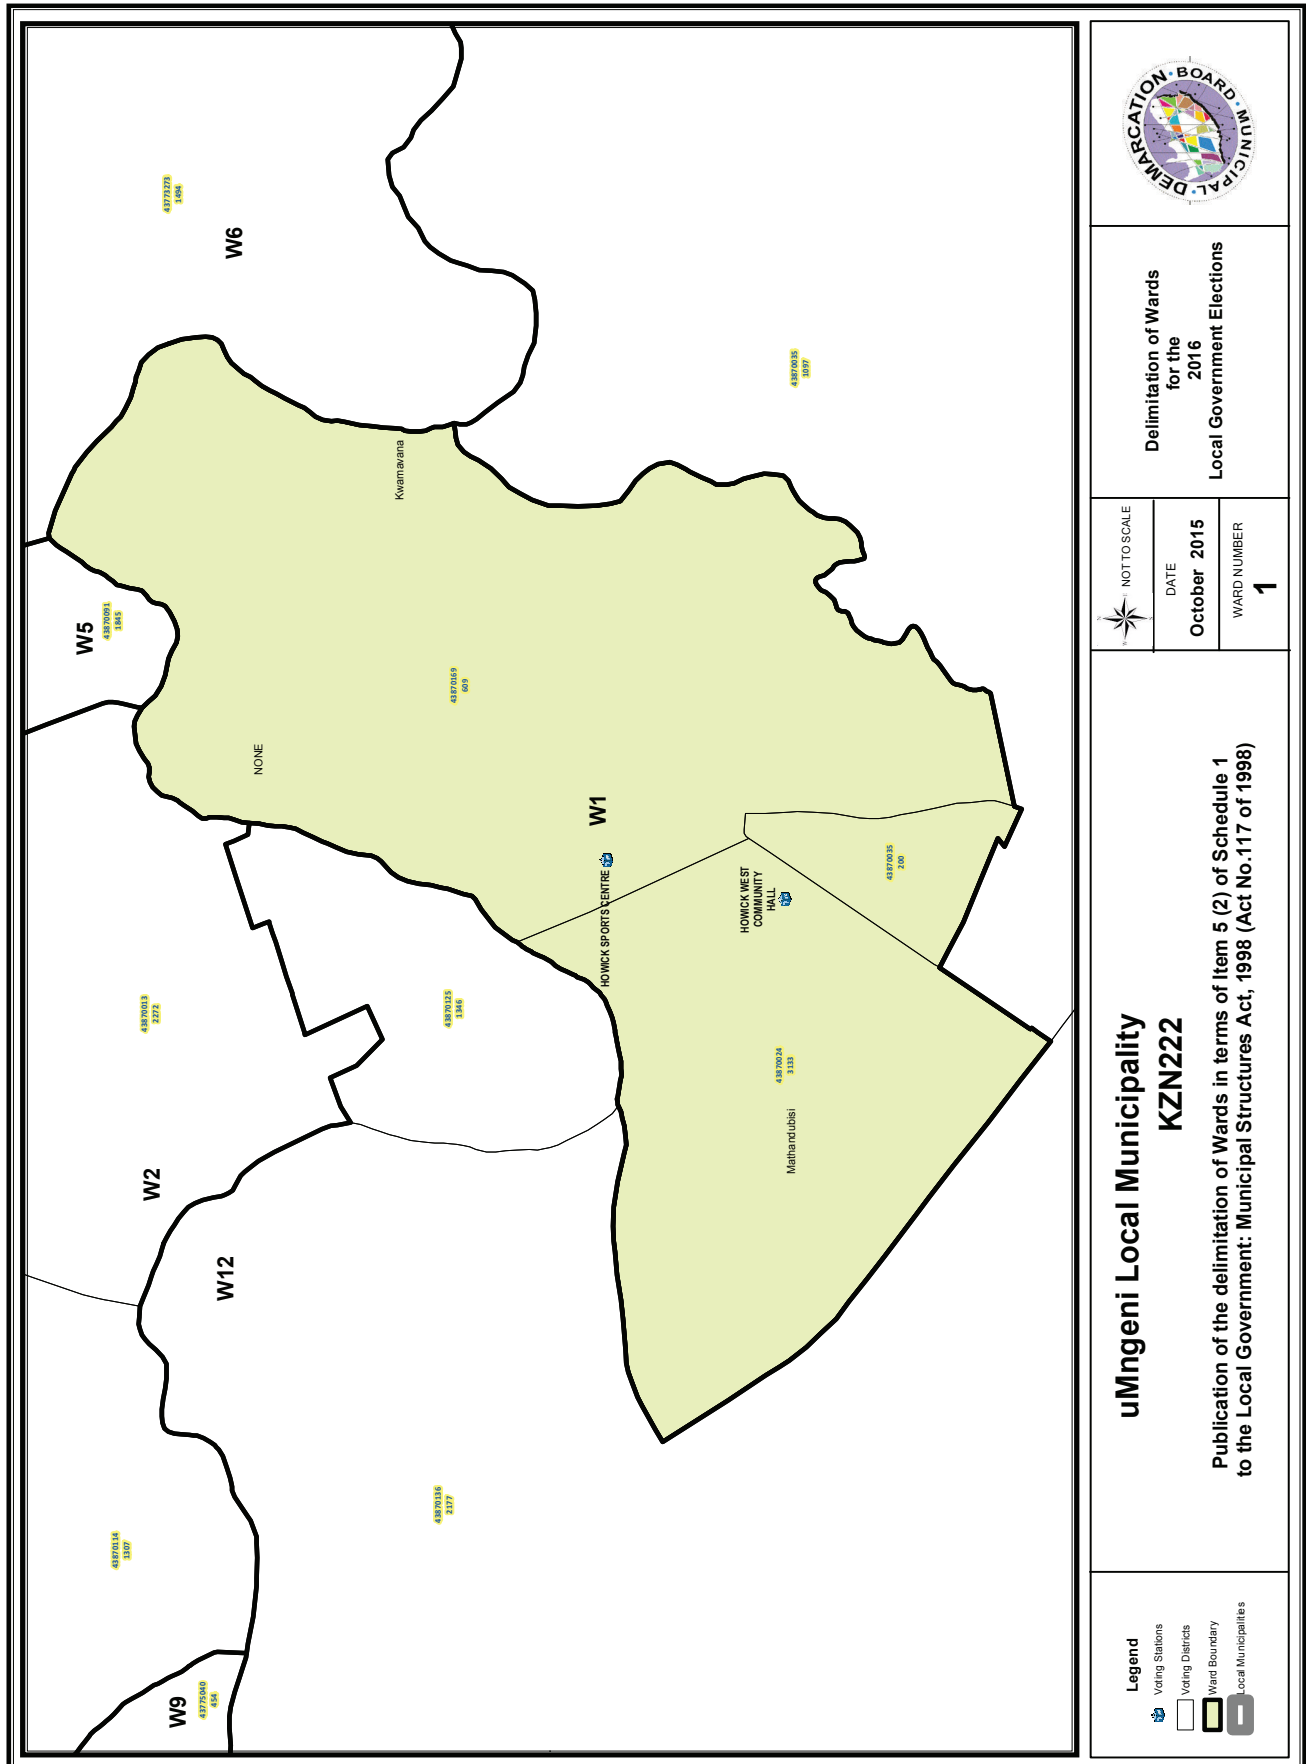 W9
43775040
454
43870114
1307
W12
W2
43870013
2272
W5
43870091
1845
43773273
1494
W6
NONE
Kwamavana
43870169
609
43870125
1346
43870136
2177
W1
HOWICK SPORTS CENTRE
HOWICK WEST
COMMUNITY
HALL
43870024
3133
Mathandubisi
43870035
200
43870035
1097
Legend
Voting Stations
Voting Districts
Ward Boundary
Local Municipalities
uMngeni Local Municipality
KZN222
Publication of the delimitation of Wards in terms of Item 5 (2) of Schedule 1
to the Local Government: Municipal Structures Act, 1998 (Act No.117 of 1998)
NOT TO SCALE
DATE
October 2015
WARD NUMBER
1
Delimitation of Wards
for the
2016
Local Government Elections
MUNICIPAL · DEMARCATION · BOARD ·